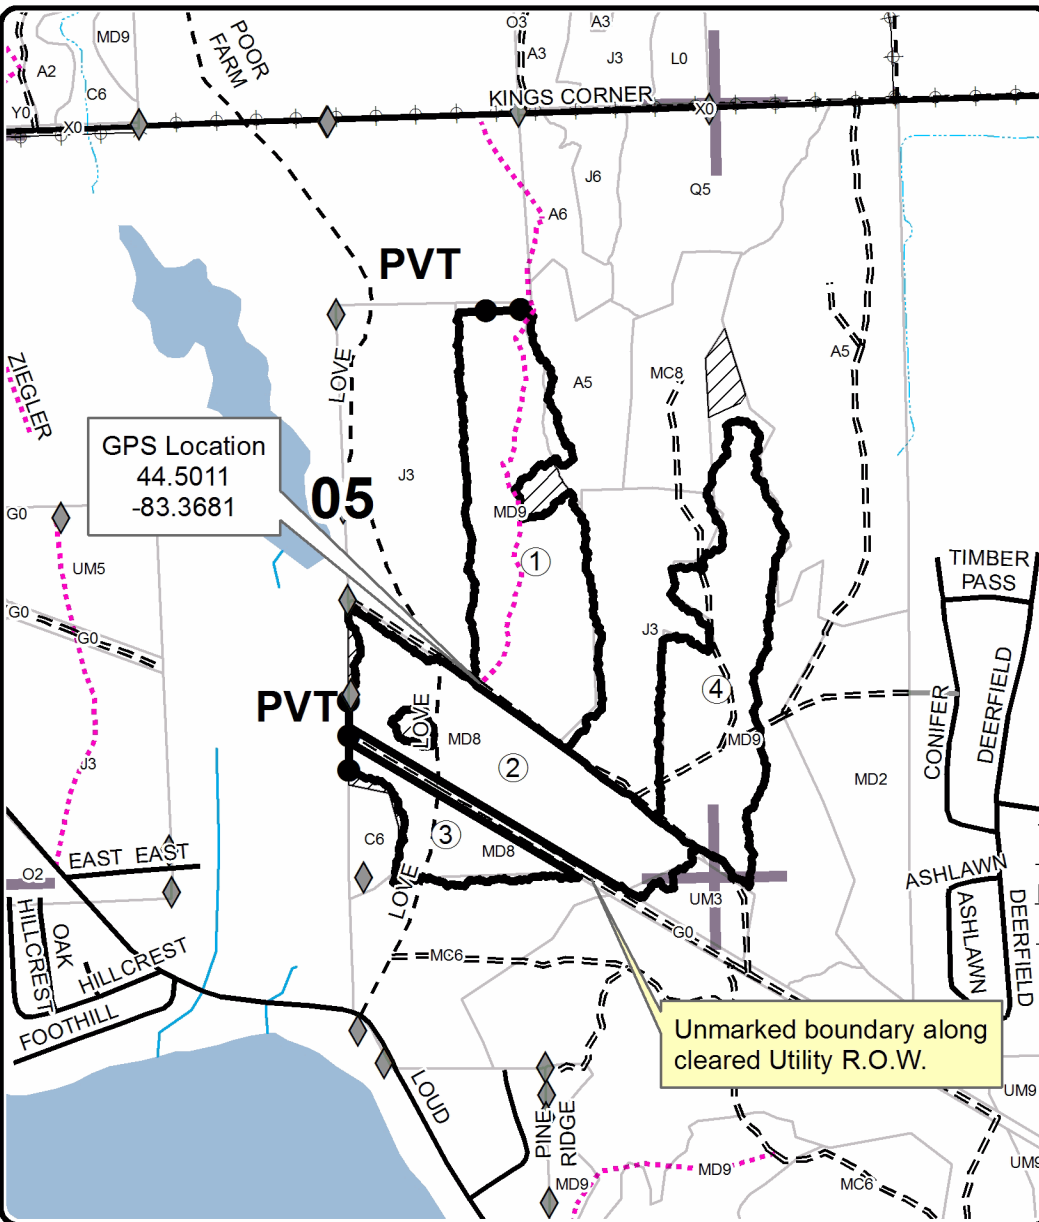 O3
A3
MD9
POOR
FARM
A3
J3
L0
A2
C6
KINGS CORNER
Y0
X0
X0
J6
Q5
A6
PVT
LOVE
ZIEGLER
A5
MC8
A5
GPS Location
44.5011
-83.3681
J3
05
MD9
G0
1
UM5
TIMBER
PASS
G0
G0
J3
DEERFIELD
4
PVT
LOVE
CONIFER
MD8
MD9
2
J3
MD2
C6
3
MD8
EAST EAST
O2
LOVE
ASHLAWN
UM3
HILLCREST
OAK
G0
ASHLAWN
DEERFIELD
HILLCREST
MC6
FOOTHILL
Unmarked boundary along
cleared Utility R.O.W.
LOUD
UM9
PINE
RIDGE
UM9
MD9
MD9
MC6